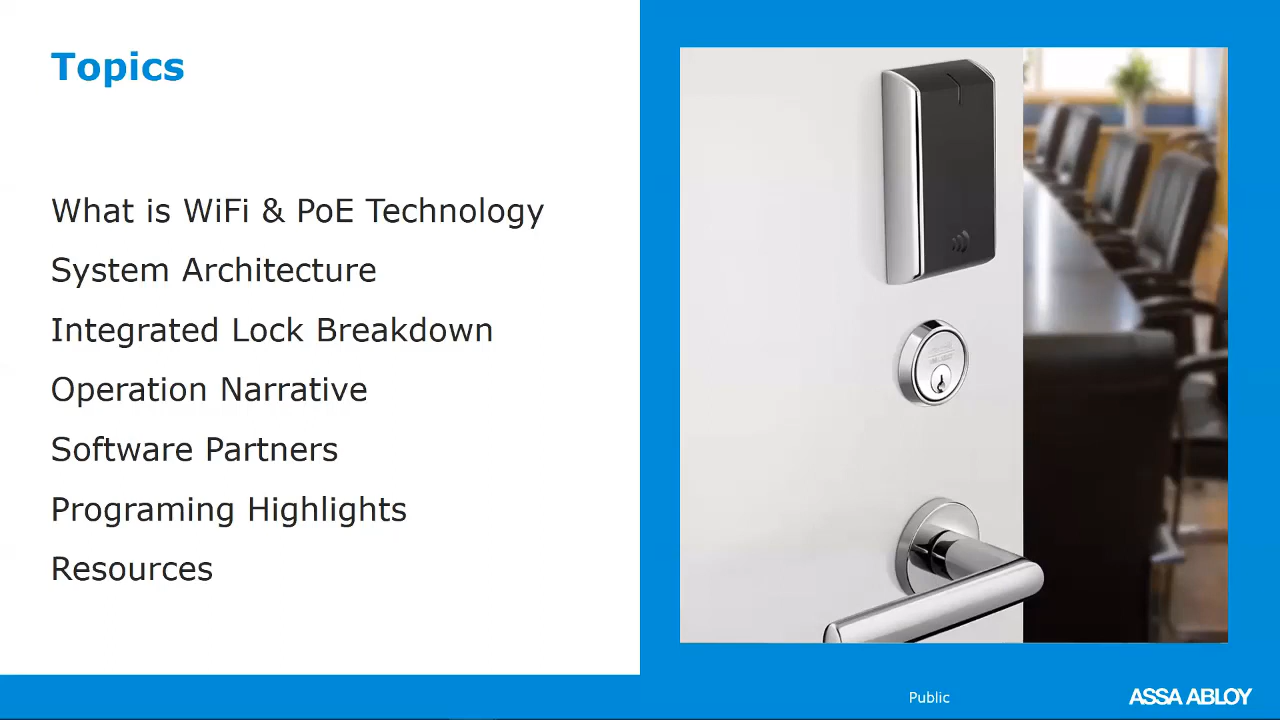 Topics
What is WiFi & PoE Technology
System Architecture
Integrated Lock Breakdown
Operation Narrative
Software Partners
Programing Highlights
Resources
Public
ASSA ABLOY